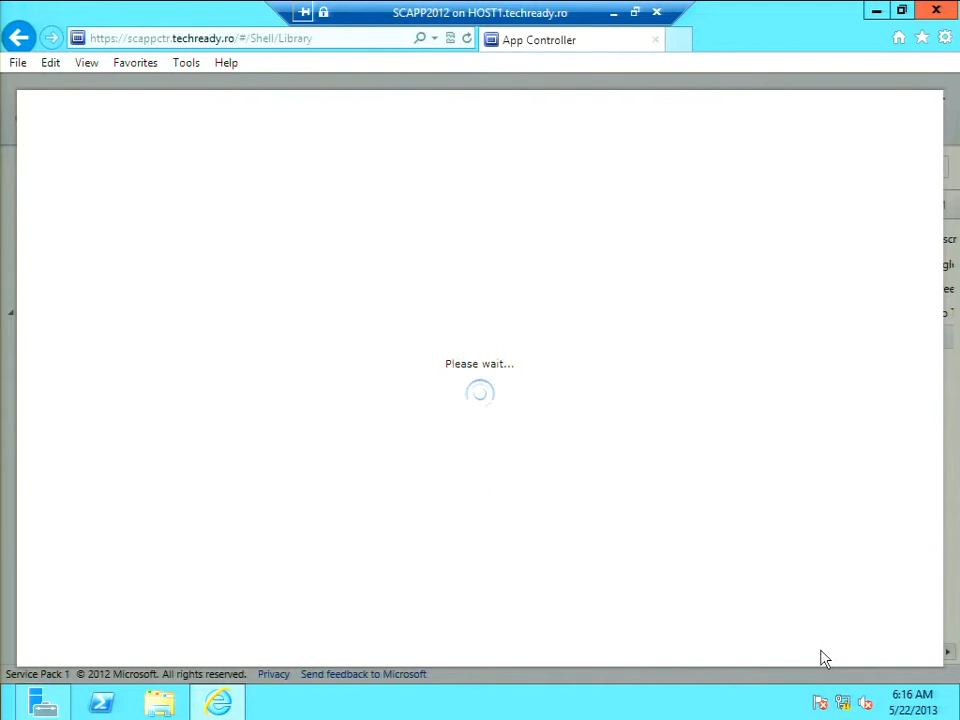 SCAPP2012 on HOST1.techready.ro
https://scappctr.techready.ro/#/Shell/Library
App Controller
File Edit View Favorites Tools Help
Please wait...
Service Pack 1 © 2012 Microsoft. All rights reserved. Privacy Send feedback to Microsoft
6:16 AM
5/22/2013